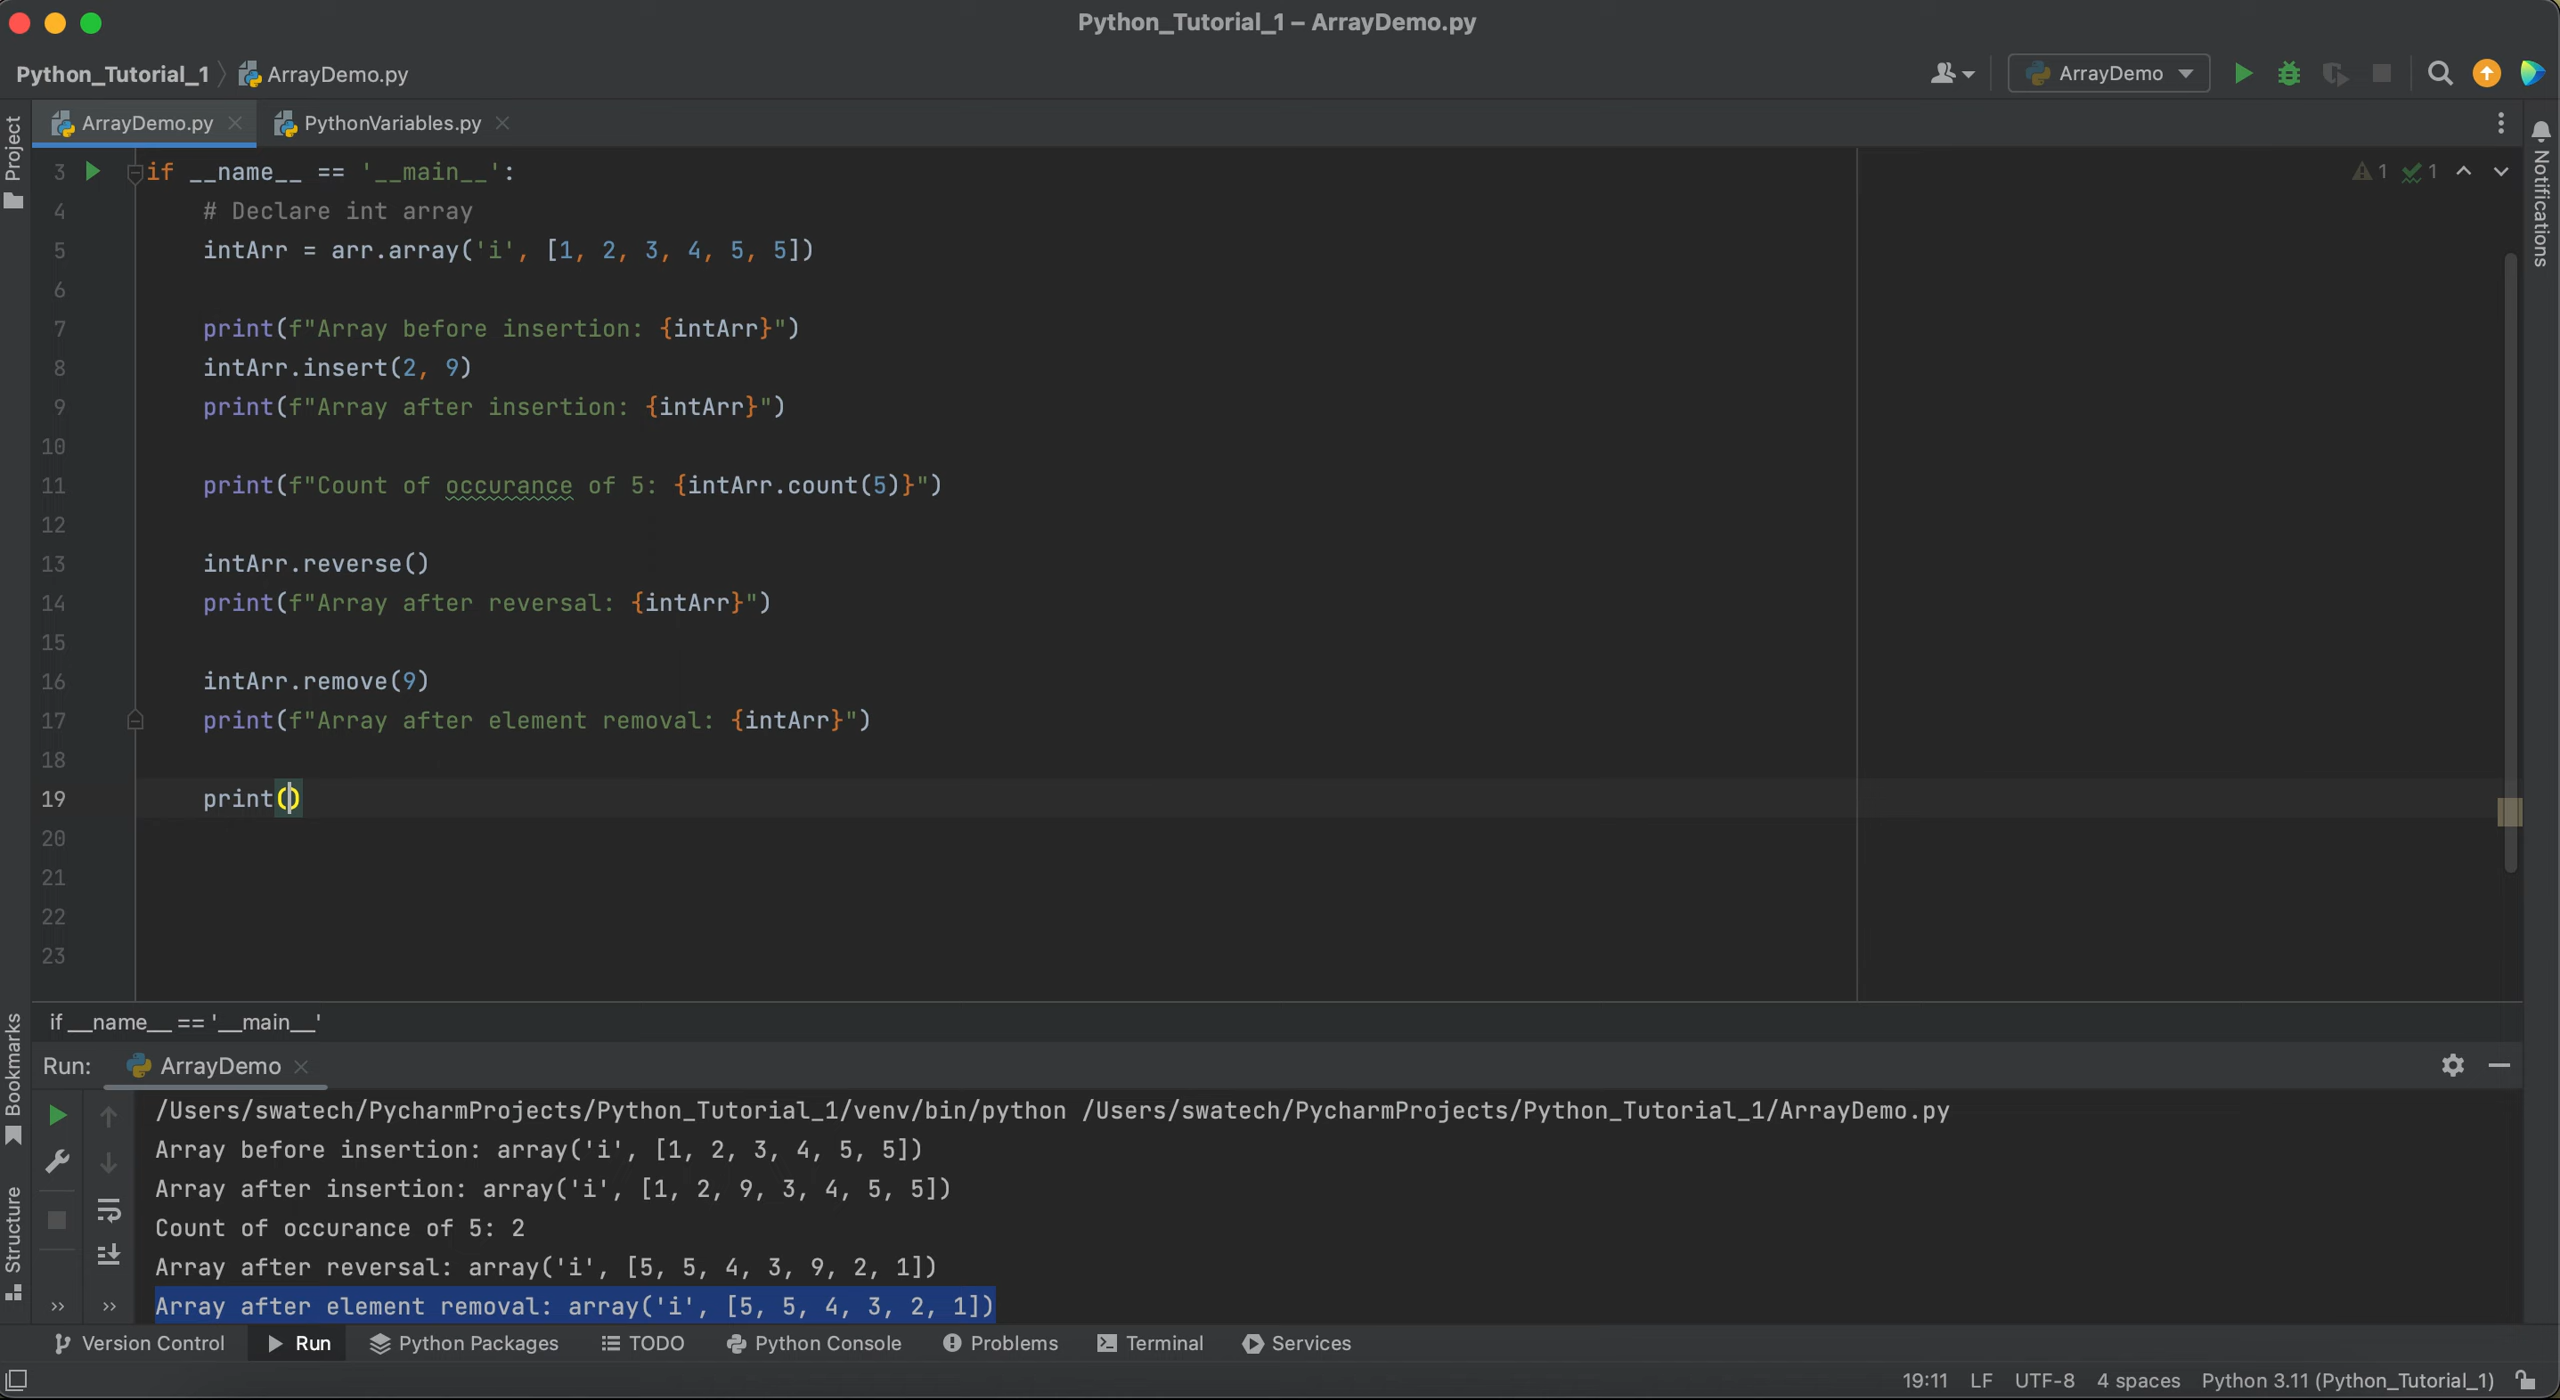 Python_Tutorial_1 – ArrayDemo.py
Python_Tutorial_1 ArrayDemo.py ArrayDemo
ArrayDemo.py PythonVariables.py
Project
Notifications
3 if __name__ == '__main__': 1 1
4 # Declare int array
5 intArr = arr.array('i', [1, 2, 3, 4, 5, 5])
6
7 print(f"Array before insertion: {intArr}")
8 intArr.insert(2, 9)
9 print(f"Array after insertion: {intArr}")
10
11 print(f"Count of occurance of 5: {intArr.count(5)}")
12
13 intArr.reverse()
14 print(f"Array after reversal: {intArr}")
15
16 intArr.remove(9)
17 print(f"Array after element removal: {intArr}")
18
19 print()
20
21
22
23
if __name__ == '__main__'
Bookmarks
Structure
Run: ArrayDemo
/Users/swatech/PycharmProjects/Python_Tutorial_1/venv/bin/python /Users/swatech/PycharmProjects/Python_Tutorial_1/ArrayDemo.py
Array before insertion: array('i', [1, 2, 3, 4, 5, 5])
Array after insertion: array('i', [1, 2, 9, 3, 4, 5, 5])
Count of occurance of 5: 2
Array after reversal: array('i', [5, 5, 4, 3, 9, 2, 1])
Array after element removal: array('i', [5, 5, 4, 3, 2, 1])
Version Control Run Python Packages TODO Python Console Problems Terminal Services
19:11 LF UTF-8 4 spaces Python 3.11 (Python_Tutorial_1)